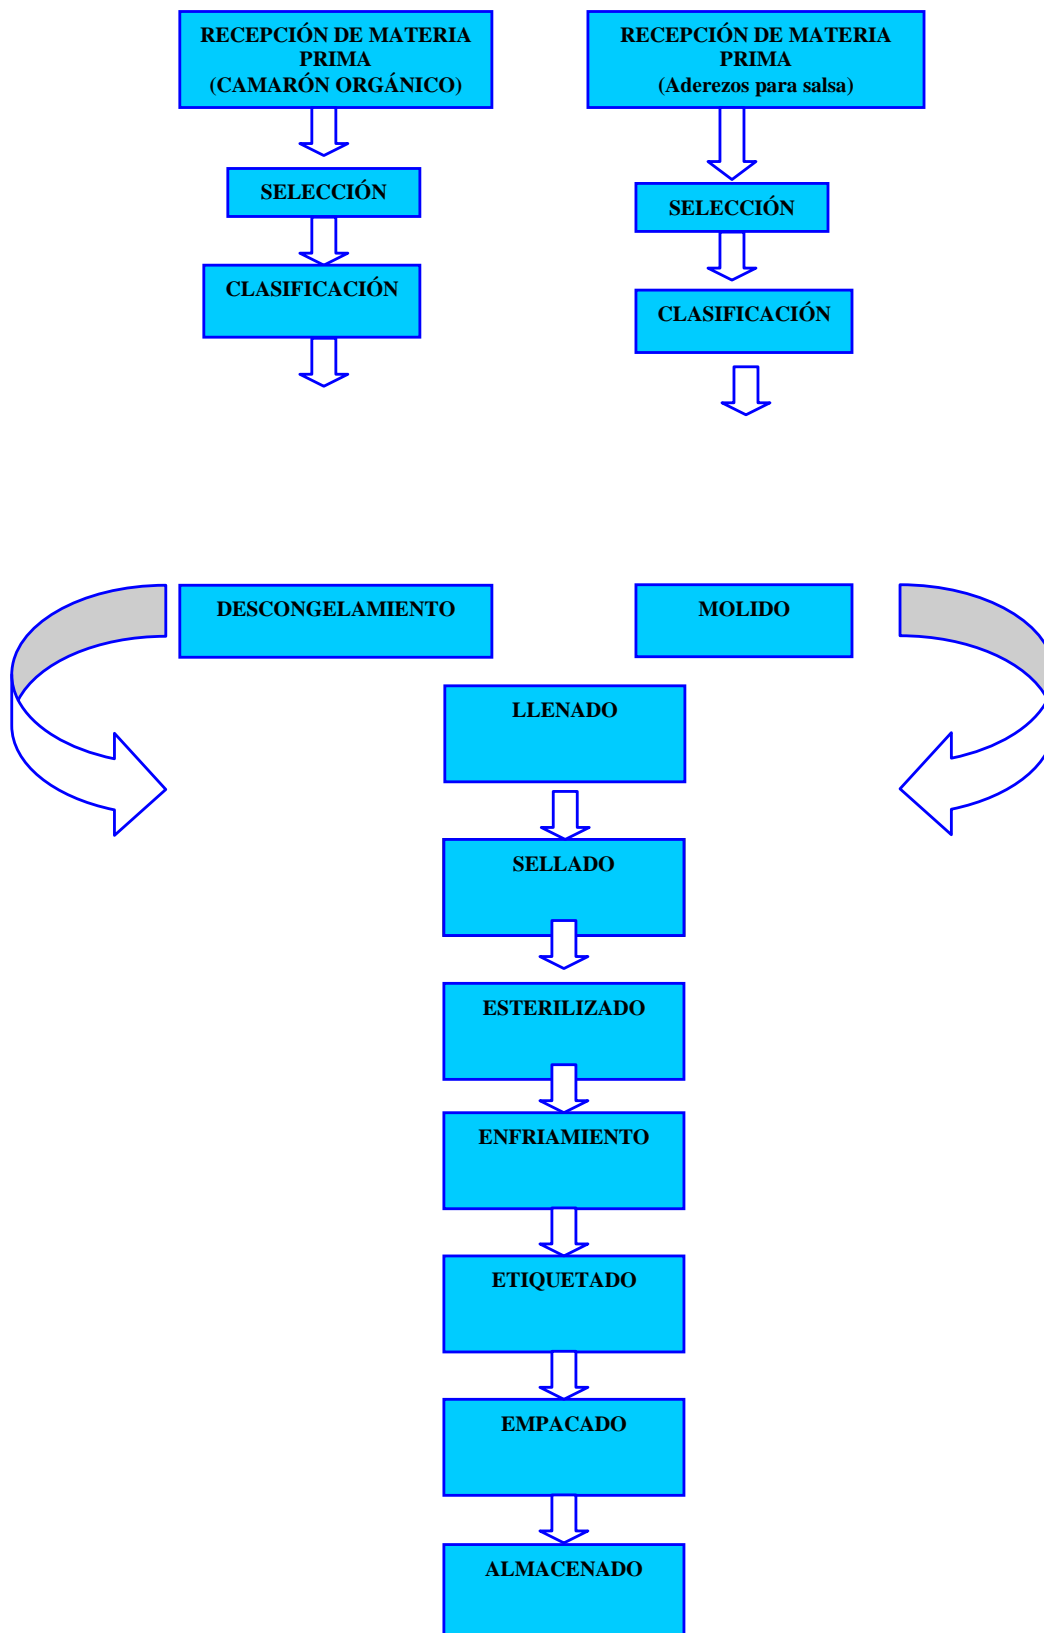 RECEPCIÓN DE MATERIA
PRIMA
(CAMARÓN ORGÁNICO)
RECEPCIÓN DE MATERIA
PRIMA
(Aderezos para salsa)
SELECCIÓN
SELECCIÓN
CLASIFICACIÓN
CLASIFICACIÓN
DESCONGELAMIENTO
MOLIDO
LLENADO
SELLADO
ESTERILIZADO
ENFRIAMIENTO
ETIQUETADO
EMPACADO
ALMACENADO